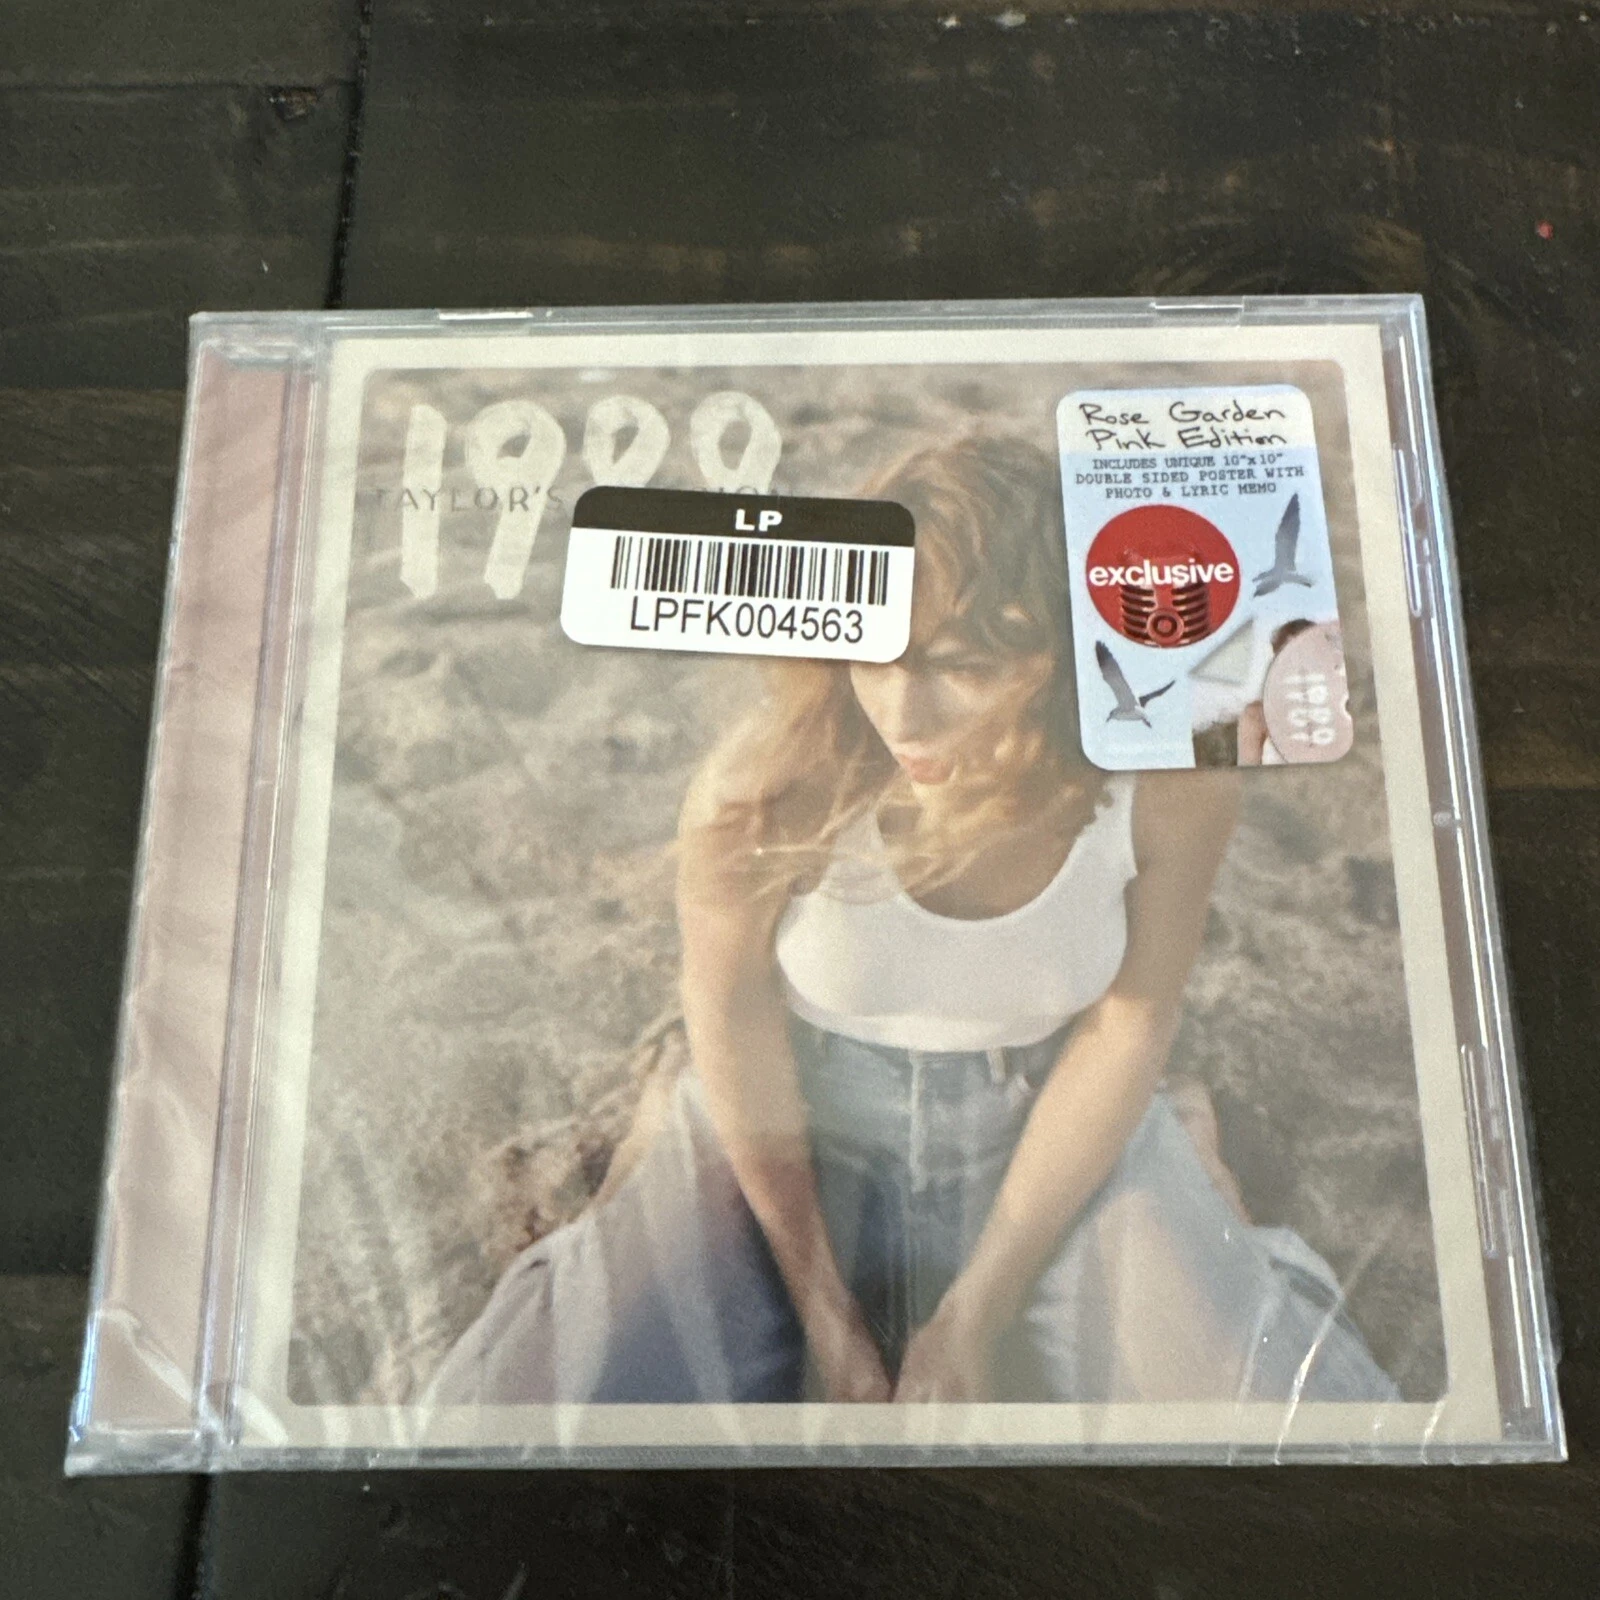 1989
TAYLOR'S
LP
LPFK004563
Rose Garden
Pink Edition
INCLUDES UNIQUE 10"x10"
DOUBLE SIDED POSTER WITH
PHOTO & LYRIC MEMO
exclusive